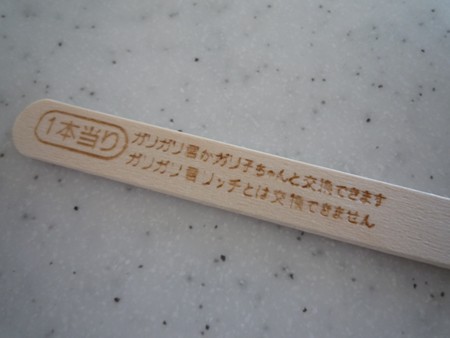 1本当り
ガリガリ君かガリ子ちゃんと交換できます
ガリガリ君リッチとは交換できません